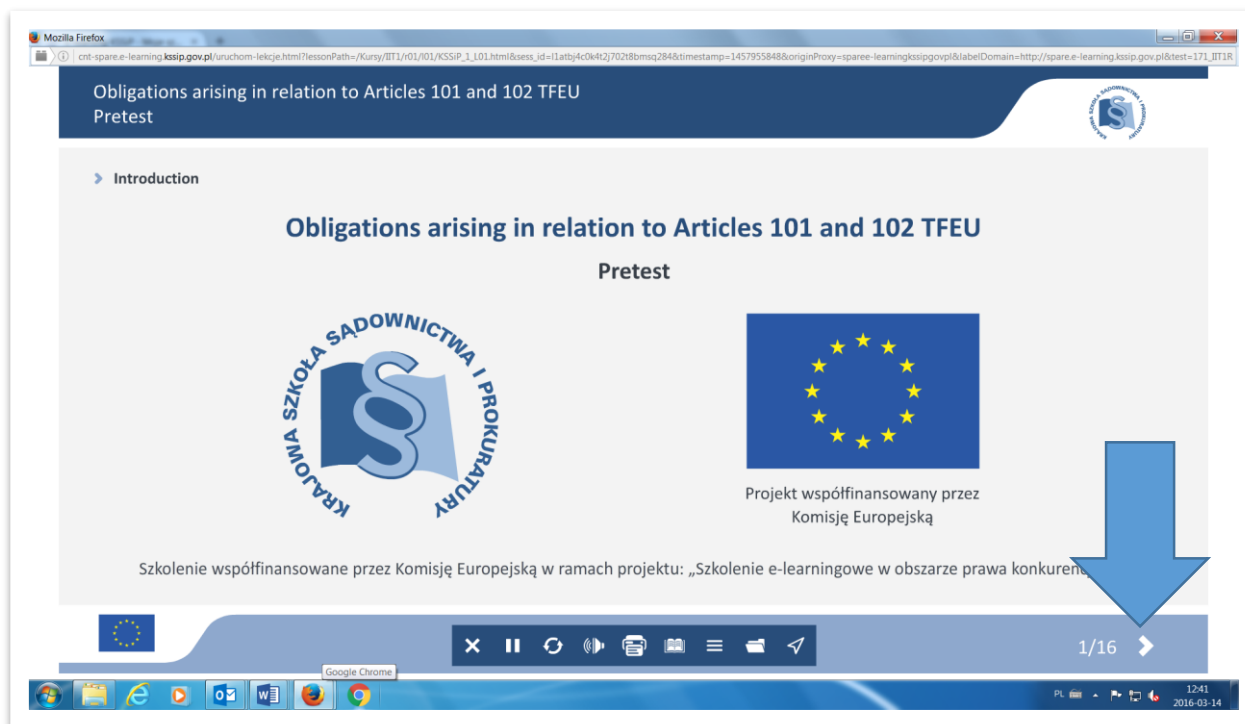 Mozilla Firefox
cnt-spare.e-learning.kssip.gov.pl/uruchom-lekcje.html?lessonPath=/Kursy/IIT1/r01/l01/KSSiP_1_L01.html&sess_id=l1atbj4c0k4t2j702t8bmsq284&timestamp=1457955848&originProxy=sparee-learningkssipgovpl&labelDomain=http://spare.e-learning.kssip.gov.pl&test=171_IIT1R
Obligations arising in relation to Articles 101 and 102 TFEU
Pretest
KRAJOWA SZKOŁA SĄDOWNICTWA I PROKURATURY
Introduction
Obligations arising in relation to Articles 101 and 102 TFEU
Pretest
KRAJOWA SZKOŁA SĄDOWNICTWA I PROKURATURY
Projekt współfinansowany przez
Komisję Europejską
Szkolenie współfinansowane przez Komisję Europejską w ramach projektu: „Szkolenie e-learningowe w obszarze prawa
1/16
Google Chrome
PL
12:41
2016-03-14